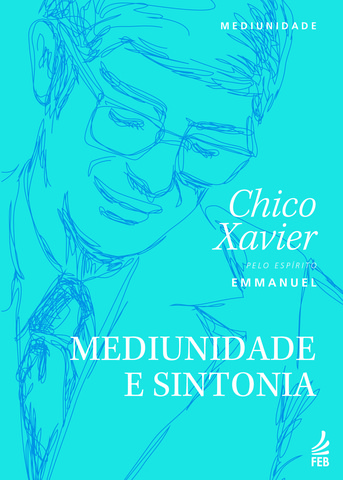 MEDIUNIDADE
Chico
Xavier
PELO ESPÍRITO
EMMANUEL
MEDIUNIDADE
E SINTONIA
FEB